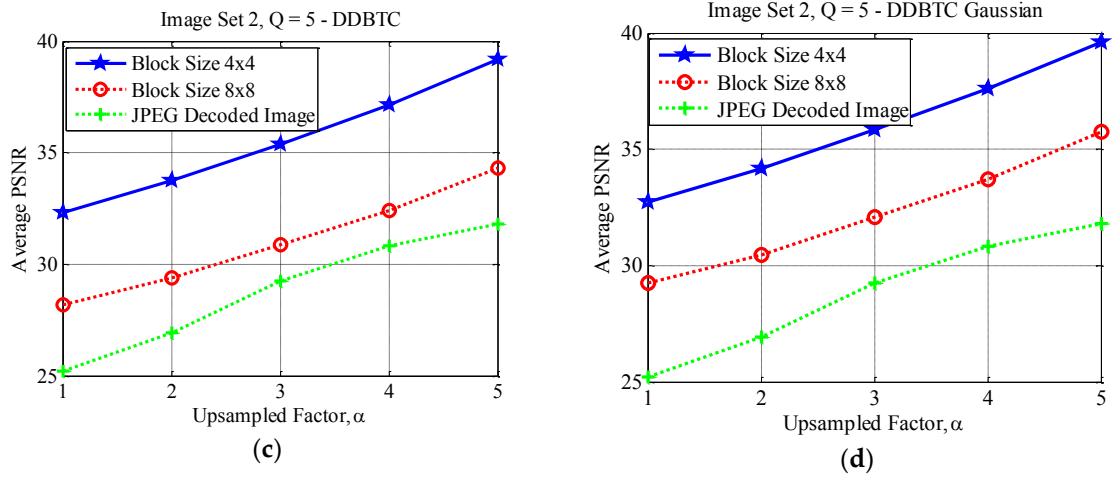 Image Set 2, Q = 5 - DDBTC
40
35
30
25
Average PSNR
Block Size 4x4
Block Size 8x8
JPEG Decoded Image
1 2 3 4 5
Upsampled Factor, α
(c)
Image Set 2, Q = 5 - DDBTC Gaussian
40
35
30
25
Average PSNR
Block Size 4x4
Block Size 8x8
JPEG Decoded Image
1 2 3 4 5
Upsampled Factor, α
(d)